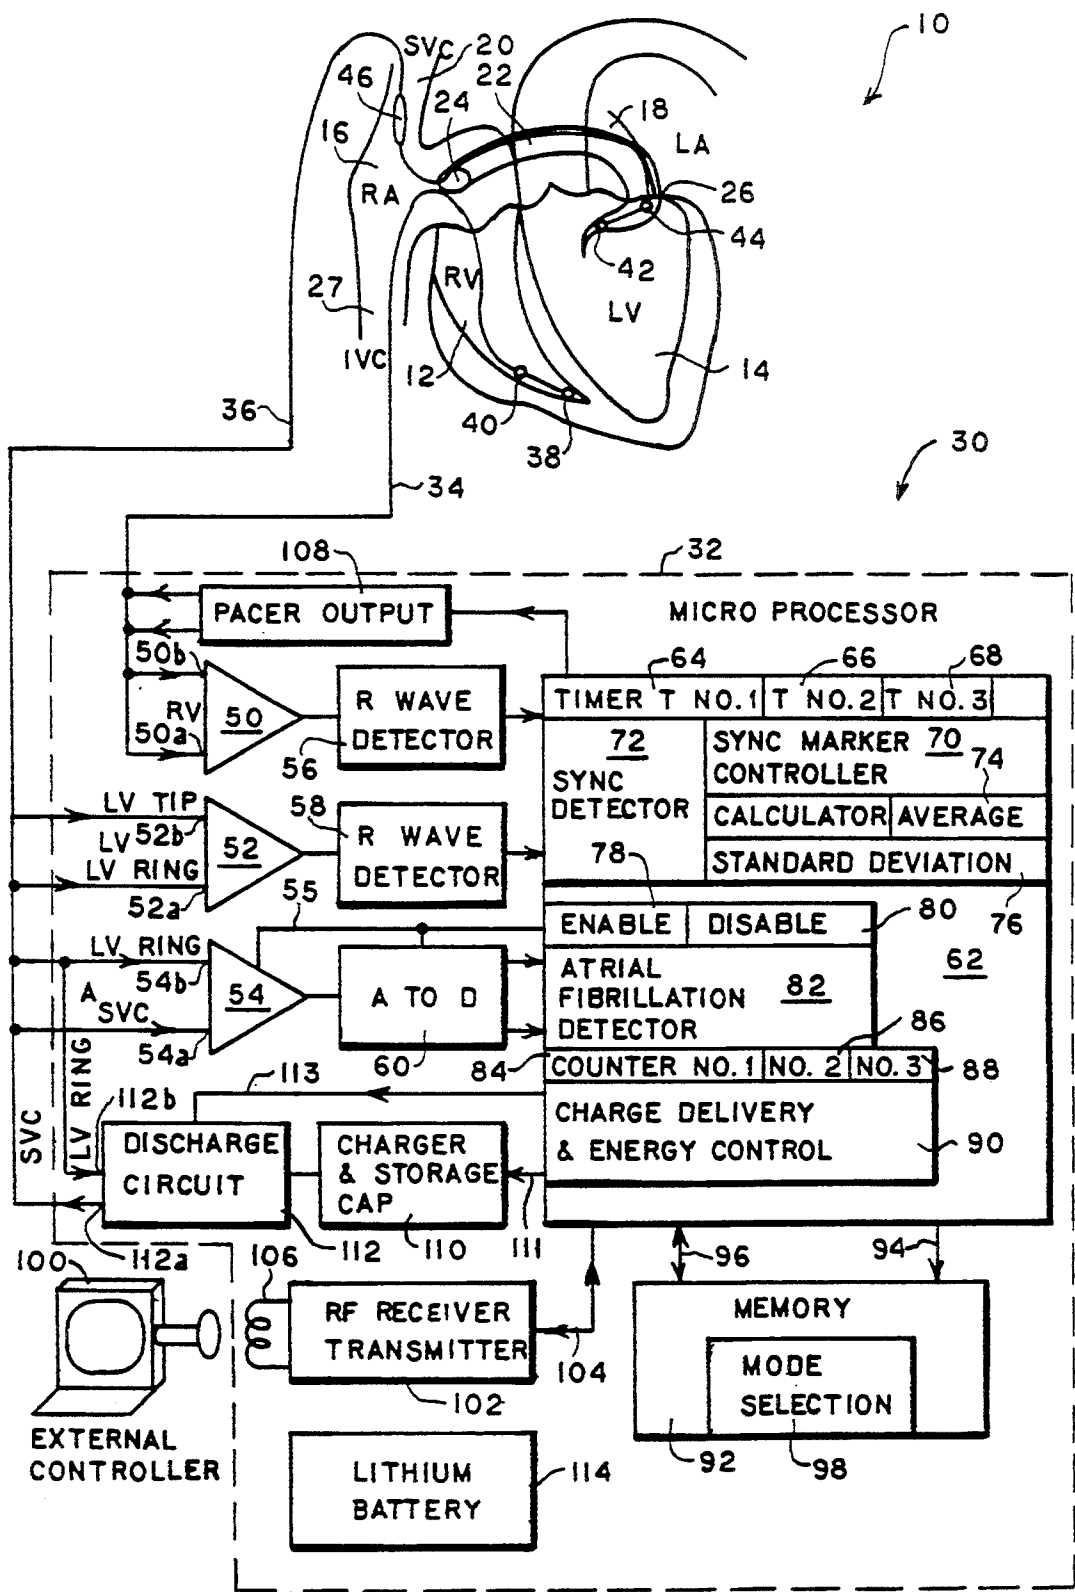 10
SVC 20
46 22
24 18
16 LA
RA 26
44
42
RV
27 LV
IVC 12 14
40
36 38
30
34
32
108
PACER OUTPUT MICRO PROCESSOR
50b 64 66 68
TIMER T NO.1 T NO.2 T NO.3
R WAVE
DETECTOR
RV 50
50a
56
72 SYNC MARKER 70
CONTROLLER 74
SYNC
DETECTOR
LV TIP
52b 58
CALCULATOR AVERAGE
LV 52 R WAVE
DETECTOR
LV RING
52a
STANDARD DEVIATION
78
55 76
ENABLE DISABLE 80
LV RING
54b 62
54 A TO D
ATRIAL
FIBRILLATION 82
DETECTOR
A SVC
54a
60 86
84 COUNTER NO.1 NO.2 NO.3 88
113
SVC
LV RING
112b
DISCHARGE
CIRCUIT
CHARGER
& STORAGE
CAP
CHARGE DELIVERY
& ENERGY CONTROL 90
112a 112 110 111
96 94
100 106
RF RECEIVER
TRANSMITTER
104
102
MEMORY
MODE
SELECTION
92 98
EXTERNAL
CONTROLLER
LITHIUM
BATTERY
114